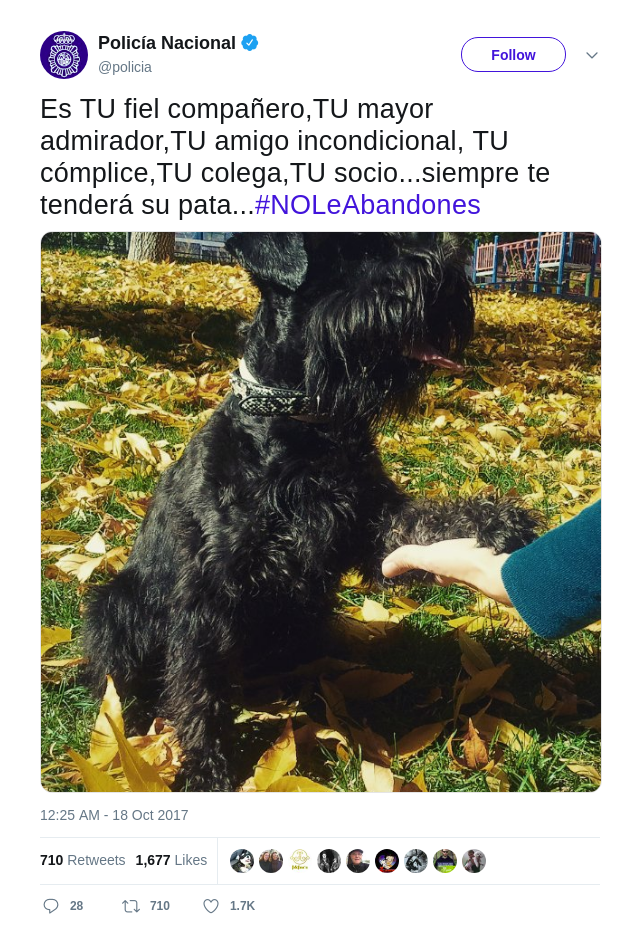 Policía Nacional
@policia
Follow
Es TU fiel compañero,TU mayor
admirador,TU amigo incondicional, TU
cómplice,TU colega,TU socio...siempre te
tenderá su pata...#NOLeAbandones
12:25 AM - 18 Oct 2017
710 Retweets 1,677 Likes
28 710 1.7K